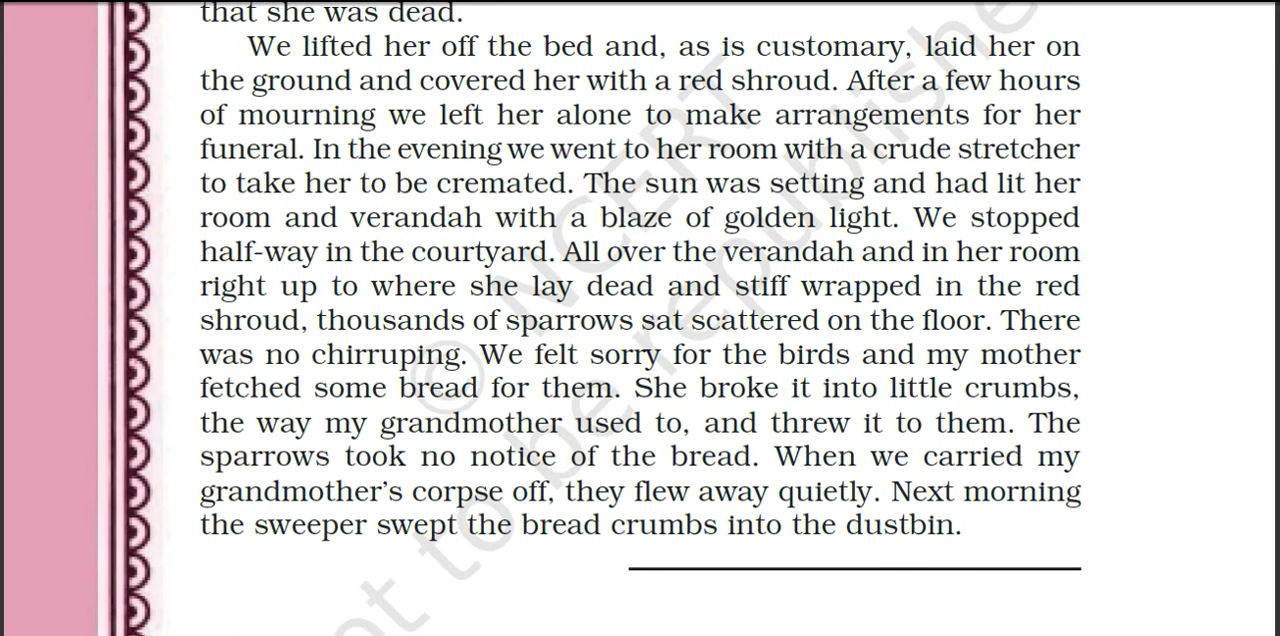 that she was dead.
We lifted her off the bed and, as is customary, laid her on
the ground and covered her with a red shroud. After a few hours
of mourning we left her alone to make arrangements for her
funeral. In the evening we went to her room with a crude stretcher
to take her to be cremated. The sun was setting and had lit her
room and verandah with a blaze of golden light. We stopped
half-way in the courtyard. All over the verandah and in her room
right up to where she lay dead and stiff wrapped in the red
shroud, thousands of sparrows sat scattered on the floor. There
was no chirruping. We felt sorry for the birds and my mother
fetched some bread for them. She broke it into little crumbs,
the way my grandmother used to, and threw it to them. The
sparrows took no notice of the bread. When we carried my
grandmother’s corpse off, they flew away quietly. Next morning
the sweeper swept the bread crumbs into the dustbin.
© NCERT
not to be republishe